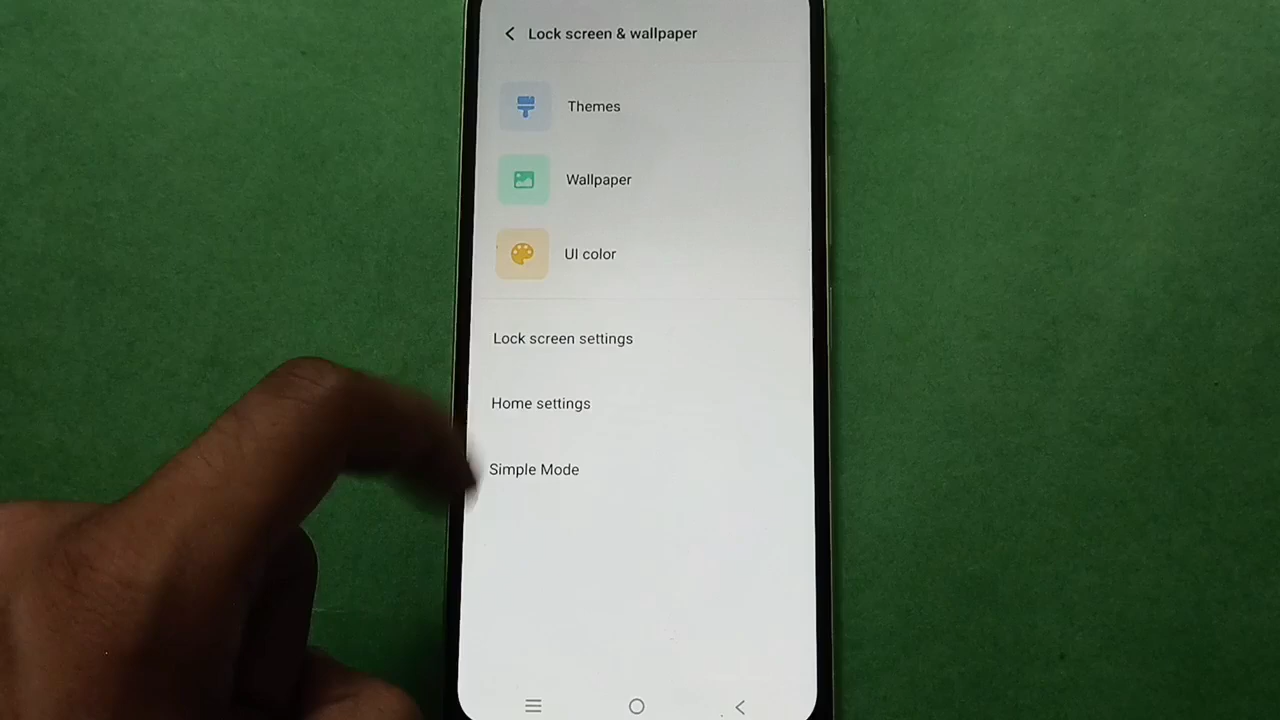 Lock screen & wallpaper
Themes
Wallpaper
UI color
Lock screen settings
Home settings
Simple Mode